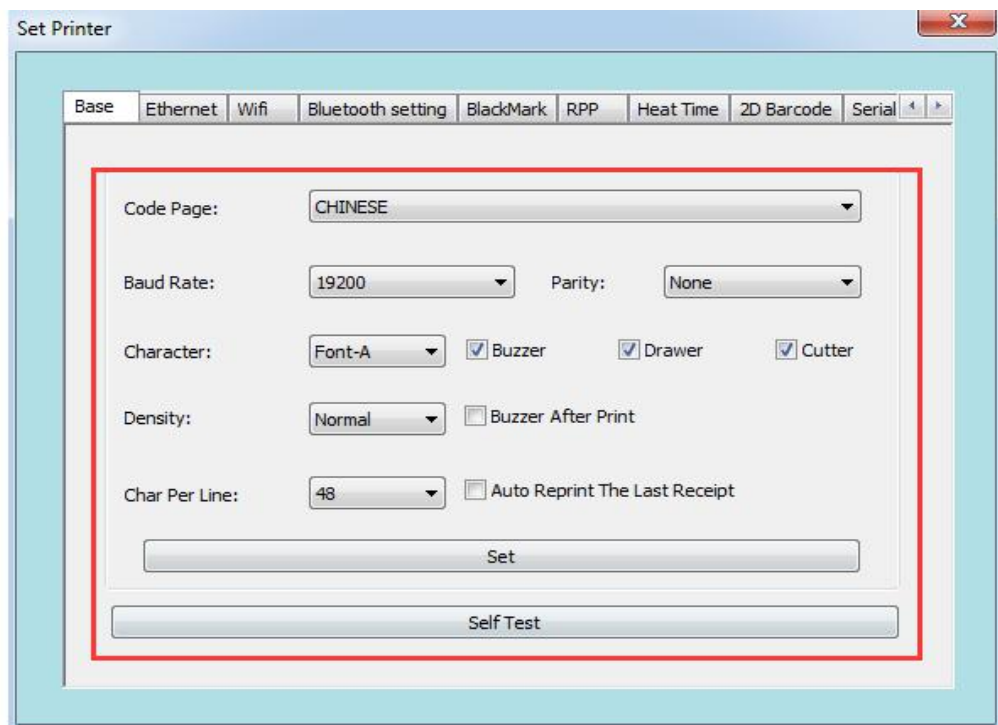 Set Printer
Base Ethernet Wifi Bluetooth setting BlackMark RPP Heat Time 2D Barcode Serial
Code Page: CHINESE
Baud Rate: 19200 Parity: None
Character: Font-A Buzzer Drawer Cutter
Density: Normal Buzzer After Print
Char Per Line: 48 Auto Reprint The Last Receipt
Set
Self Test